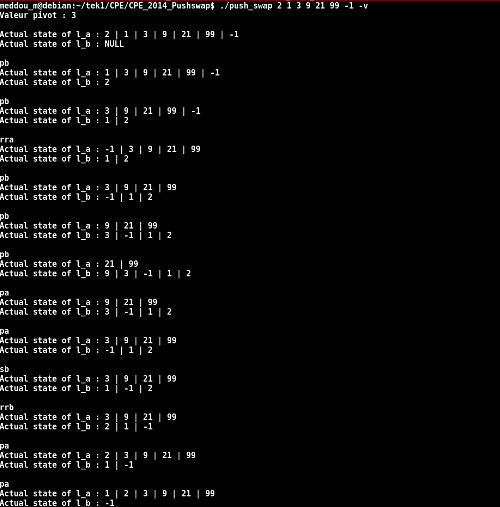 meddou_m@debian:~/tek1/CPE/CPE_2014_Pushswap$ ./push_swap 2 1 3 9 21 99 -1 -v
Valeur pivot : 3
Actual state of l_a : 2 | 1 | 3 | 9 | 21 | 99 | -1
Actual state of l_b : NULL
pb
Actual state of l_a : 1 | 3 | 9 | 21 | 99 | -1
Actual state of l_b : 2
pb
Actual state of l_a : 3 | 9 | 21 | 99 | -1
Actual state of l_b : 1 | 2
rra
Actual state of l_a : -1 | 3 | 9 | 21 | 99
Actual state of l_b : 1 | 2
pb
Actual state of l_a : 3 | 9 | 21 | 99
Actual state of l_b : -1 | 1 | 2
pb
Actual state of l_a : 9 | 21 | 99
Actual state of l_b : 3 | -1 | 1 | 2
pb
Actual state of l_a : 21 | 99
Actual state of l_b : 9 | 3 | -1 | 1 | 2
pa
Actual state of l_a : 9 | 21 | 99
Actual state of l_b : 3 | -1 | 1 | 2
pa
Actual state of l_a : 3 | 9 | 21 | 99
Actual state of l_b : -1 | 1 | 2
sb
Actual state of l_a : 3 | 9 | 21 | 99
Actual state of l_b : 1 | -1 | 2
rrb
Actual state of l_a : 3 | 9 | 21 | 99
Actual state of l_b : 2 | 1 | -1
pa
Actual state of l_a : 2 | 3 | 9 | 21 | 99
Actual state of l_b : 1 | -1
pa
Actual state of l_a : 1 | 2 | 3 | 9 | 21 | 99
Actual state of l_b : -1